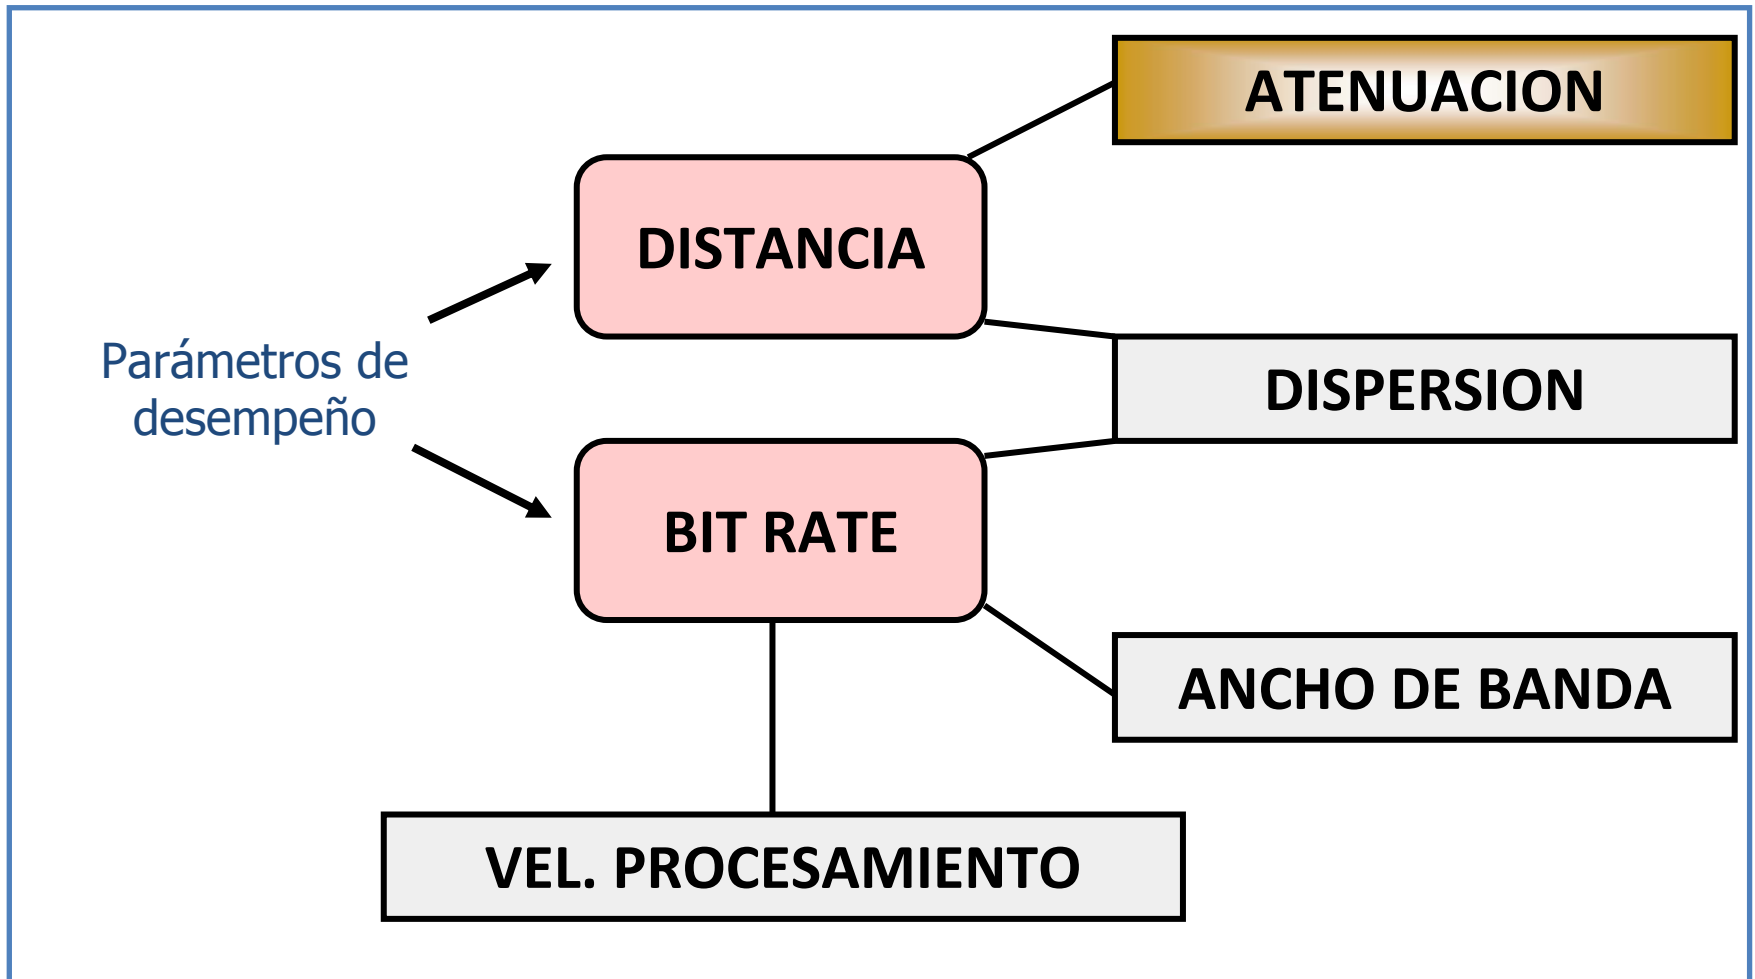 ATENUACION
DISTANCIA
Parámetros de
desempeño
DISPERSION
BIT RATE
ANCHO DE BANDA
VEL. PROCESAMIENTO